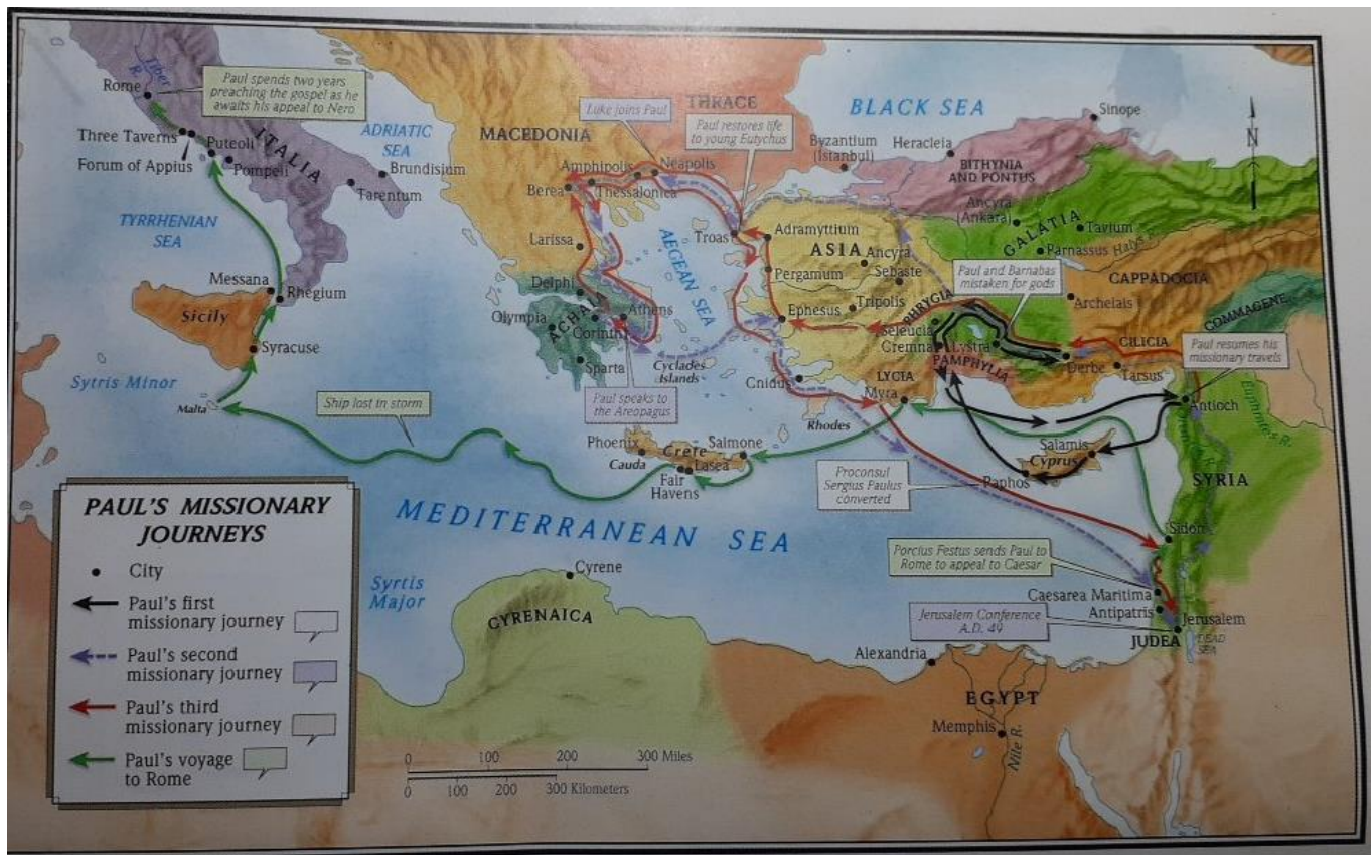 Tiber
R.
Rome
Paul spends two years
preaching the gospel as he
awaits his appeal to Nero
Three Taverns
Forum of Appius
Puteoli
Pompeii
ITALIA
ADRIATIC
SEA
Brundisium
Tarentum
TYRRHENIAN
SEA
Messana
Rhegium
Sicily
Syracuse
Sytris Minor
Malta
Ship lost in storm
MACEDONIA
Luke joins Paul
THRACE
Paul restores life
to young Eutychus
Amphipolis
Neapolis
Berea
Thessalonica
Larissa
Delphi
Olympia
ACHAIA
Athens
Corinth
Sparta
AEGEAN SEA
Cyclades
Islands
Paul speaks to
the Areopagus
Phoenix
Cauda
Crete
Salmone
Lasea
Fair
Havens
BLACK SEA
Byzantium
(Istanbul)
Heracleia
Sinope
BITHYNIA
AND PONTUS
Ancyra
(Ankara)
GALATIA
Tavium
Parnassus
Halys
Troas
Adramyttium
ASIA
Ancyra
Sebaste
Pergamum
Paul and Barnabas
mistaken for gods
CAPPADOCIA
Archelais
COMMAGENE
Ephesus
Tripolis
PHRYGIA
Seleucia
Cremna
Lystra
PAMPHYLIA
Derbe
CILICIA
Tarsus
Paul resumes his
missionary travels
Antioch
Euphrates R.
Cnidus
LYCIA
Myra
Rhodes
Salamis
Cyprus
Paphos
Proconsul
Sergius Paulus
converted
SYRIA
Sidon
Porcius Festus sends Paul to
Rome to appeal to Caesar
Caesarea Maritima
Antipatris
Jerusalem Conference
A.D. 49
Jerusalem
JUDEA
DEAD
SEA
MEDITERRANEAN SEA
Syrtis
Major
Cyrene
CYRENAICA
Alexandria
EGYPT
Memphis
Nile R.
N
PAUL'S MISSIONARY
JOURNEYS
City
Paul's first
missionary journey
Paul's second
missionary journey
Paul's third
missionary journey
Paul's voyage
to Rome
0 100 200 300 Miles
0 100 200 300 Kilometers